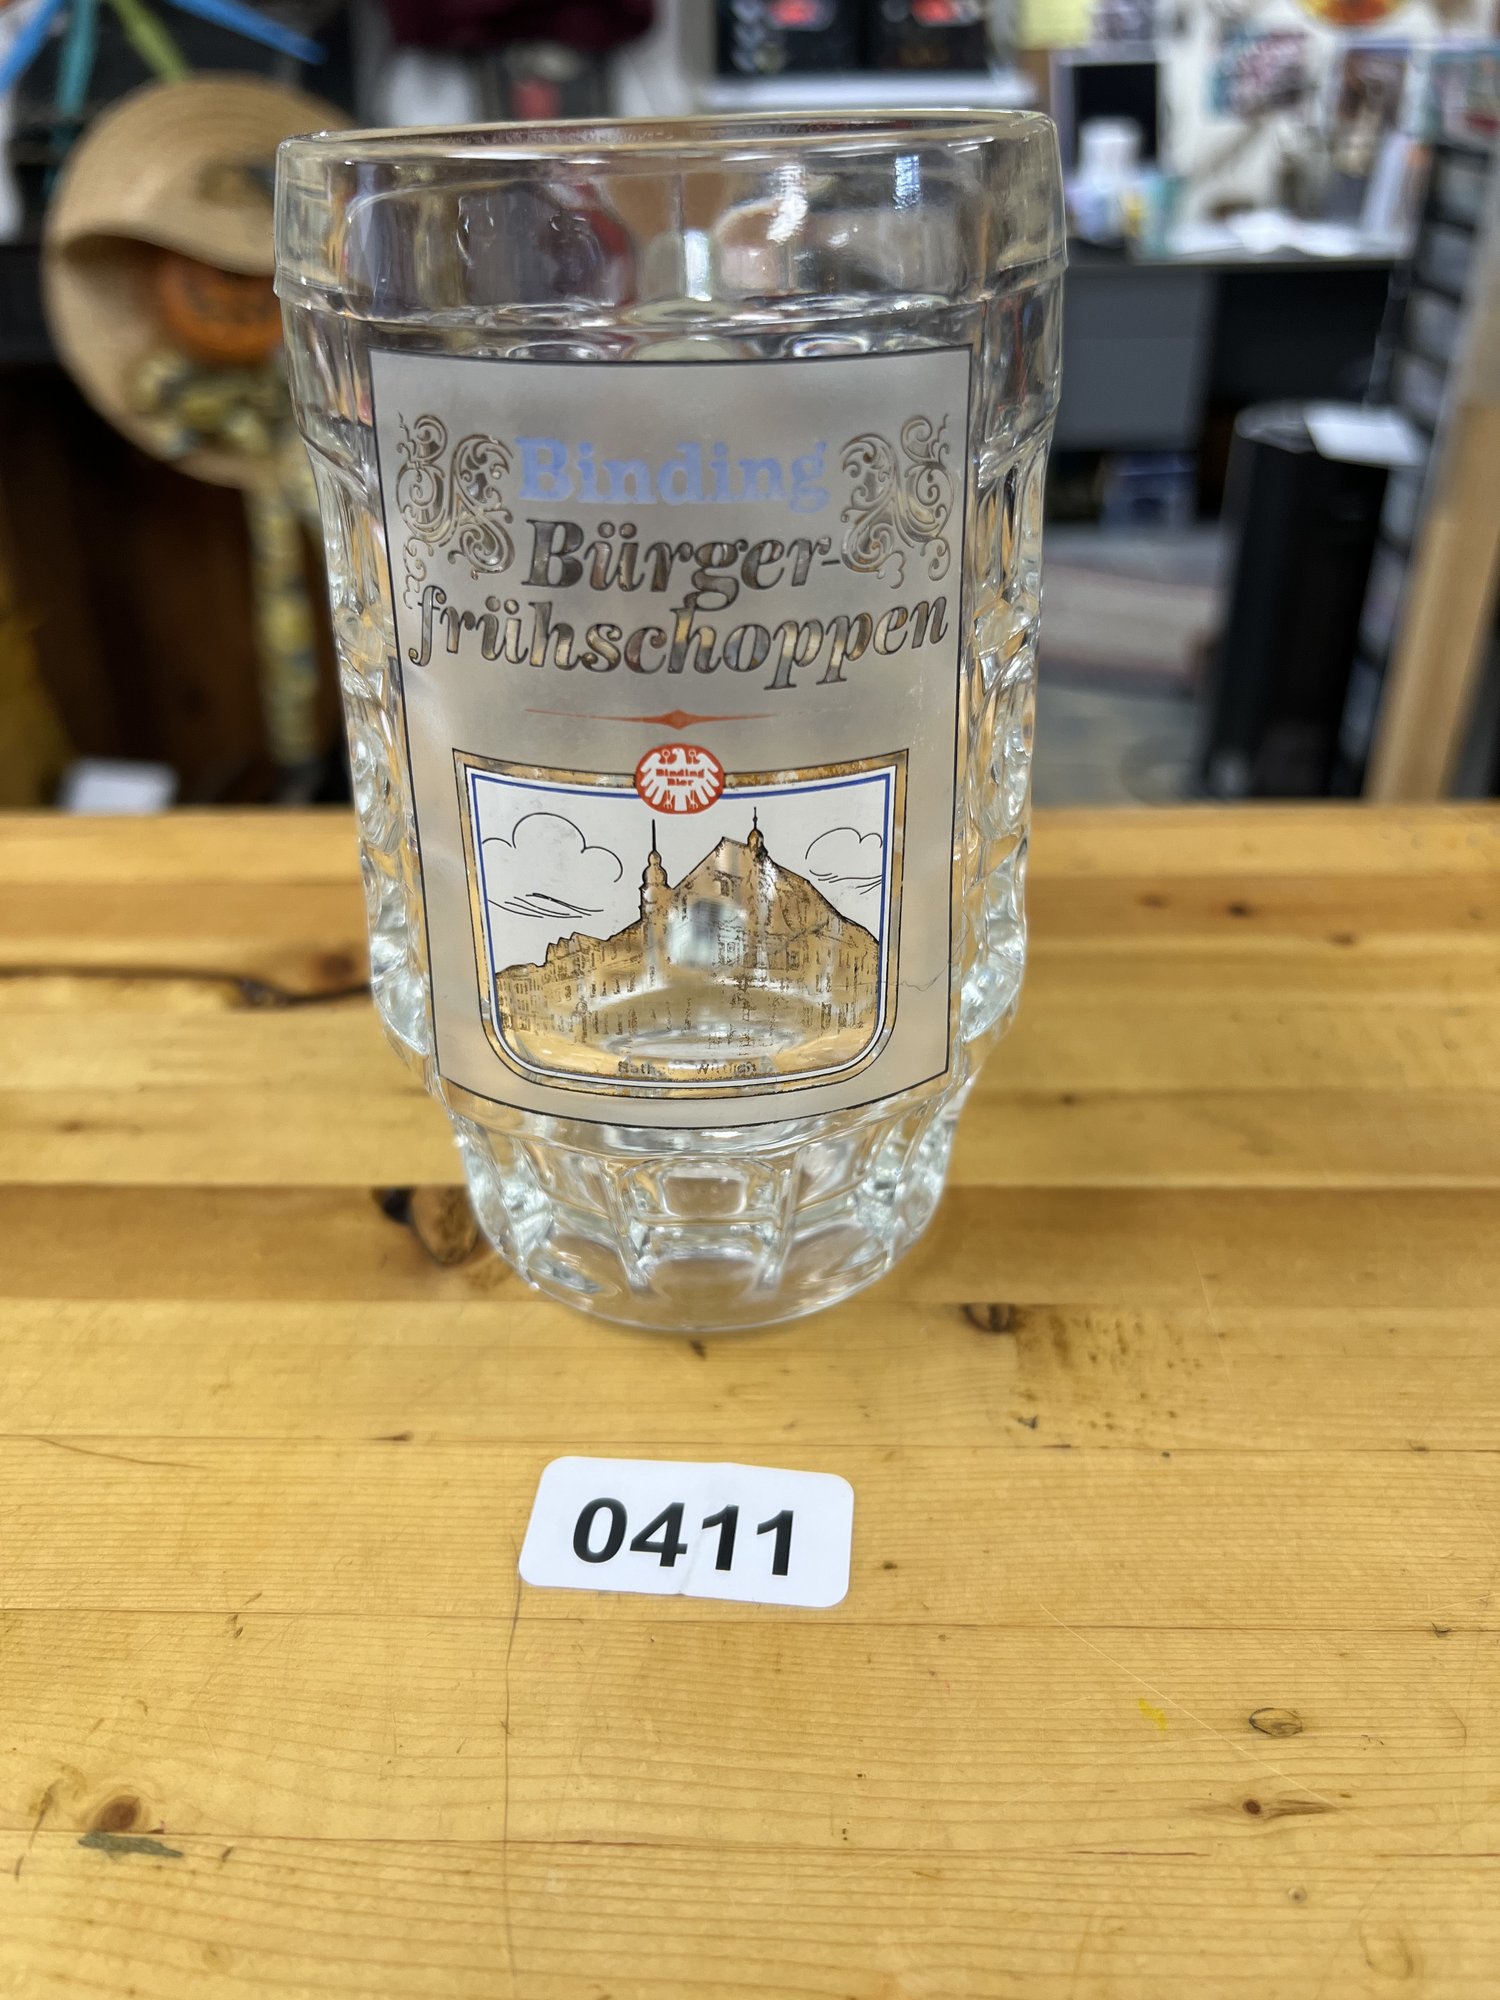 Binding
Bürger-
frühschoppen
Binding
Bier
0411